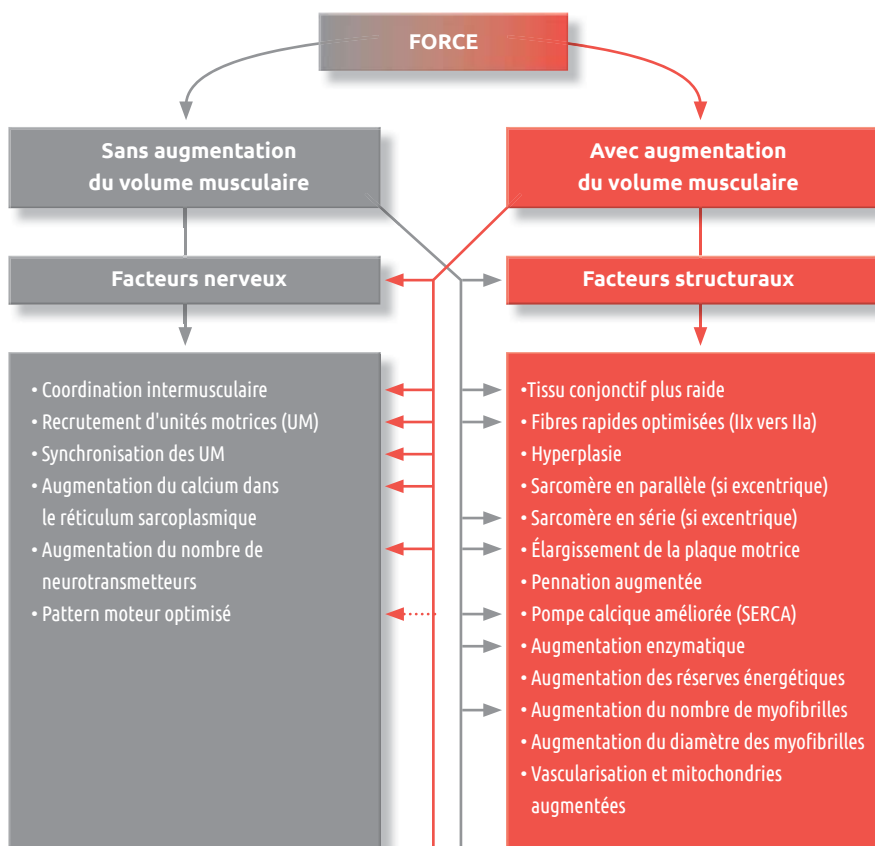 FORCE
Sans augmentation
du volume musculaire
Avec augmentation
du volume musculaire
Facteurs nerveux
Facteurs structuraux
• Coordination intermusculaire
• Recrutement d'unités motrices (UM)
• Synchronisation des UM
• Augmentation du calcium dans
le réticulum sarcoplasmique
• Augmentation du nombre de
neurotransmetteurs
• Pattern moteur optimisé
•Tissu conjonctif plus raide
• Fibres rapides optimisées (IIx vers IIa)
• Hyperplasie
• Sarcomère en parallèle (si excentrique)
• Sarcomère en série (si excentrique)
• Élargissement de la plaque motrice
• Pennation augmentée
• Pompe calcique améliorée (SERCA)
• Augmentation enzymatique
• Augmentation des réserves énergétiques
• Augmentation du nombre de myofibrilles
• Augmentation du diamètre des myofibrilles
• Vascularisation et mitochondries
augmentées